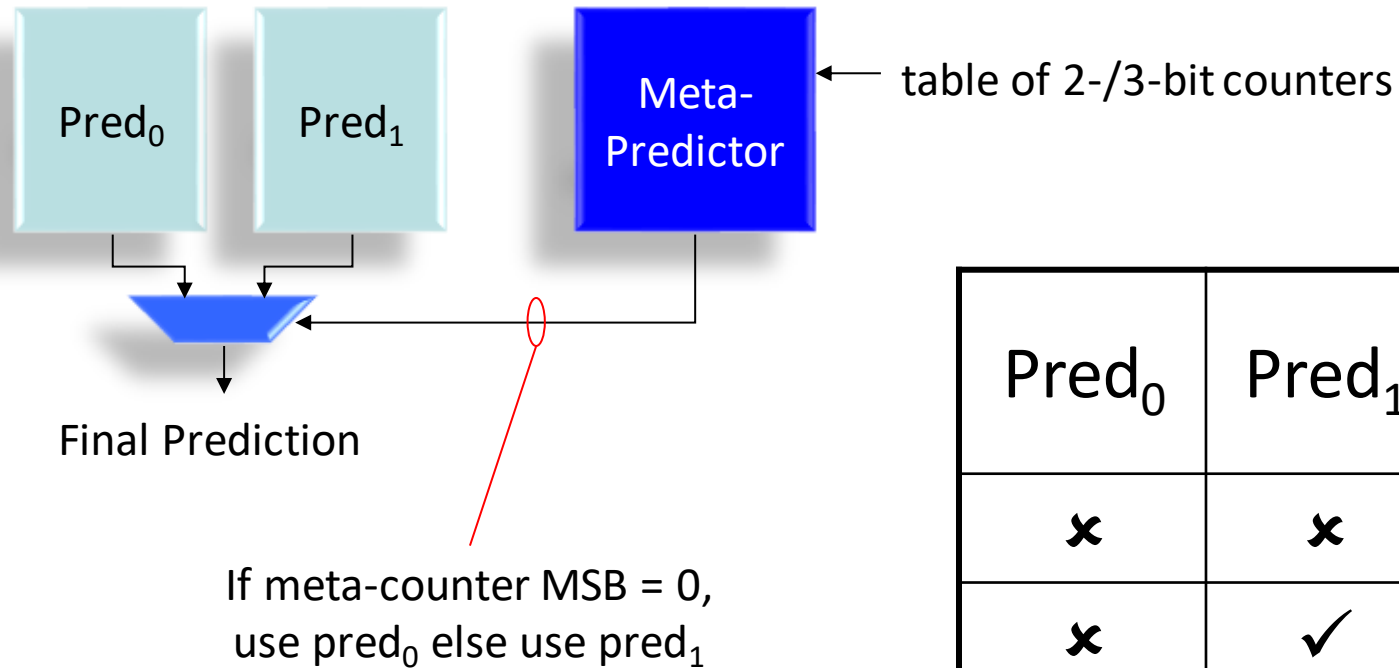 Pred₀
Pred₁
Meta-
Predictor
table of 2-/3-bit counters
Final Prediction
If meta-counter MSB = 0,
use pred₀ else use pred₁
Pred₀ Pred₁
✘ ✘
✘ ✓